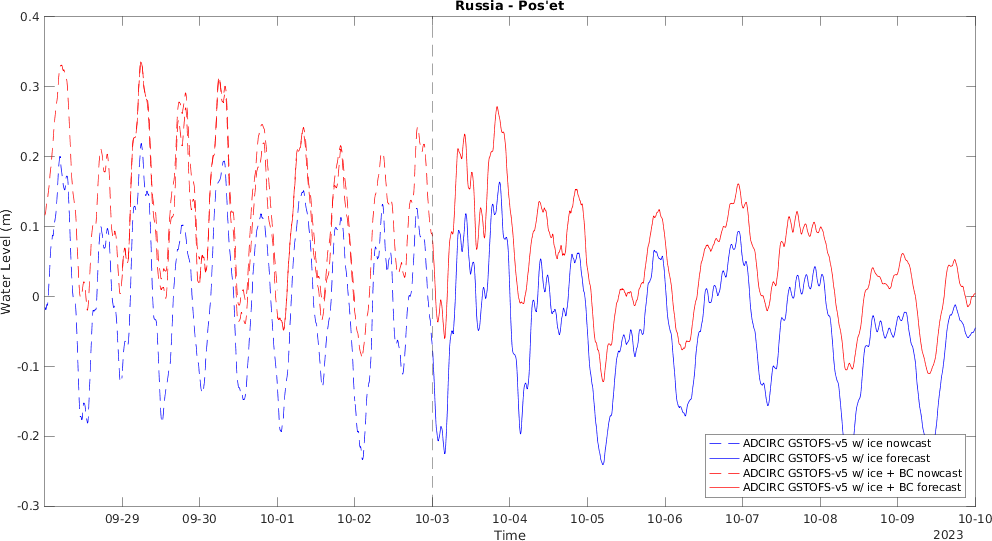 Russia - Pos'et
Water Level (m)
0.4
0.3
0.2
0.1
0
-0.1
-0.2
-0.3
ADCIRC GSTOFS-v5 w/ ice nowcast
ADCIRC GSTOFS-v5 w/ ice forecast
ADCIRC GSTOFS-v5 w/ ice + BC nowcast
ADCIRC GSTOFS-v5 w/ ice + BC forecast
09-29 09-30 10-01 10-02 10-03 10-04 10-05 10-06 10-07 10-08 10-09 10-10
Time
2023